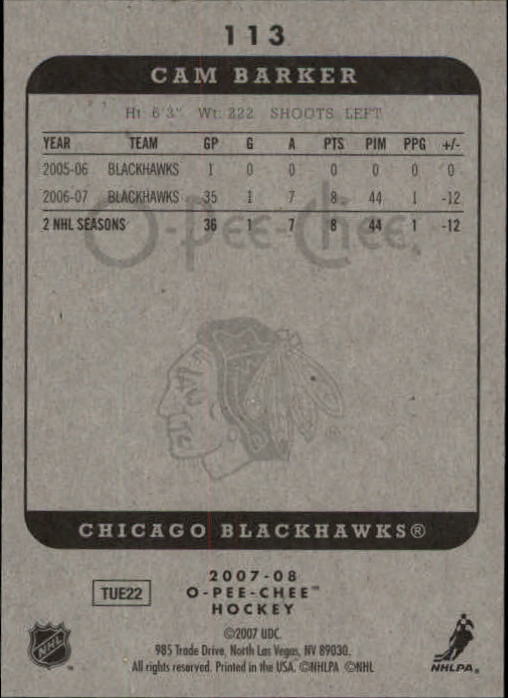 113
CAM BARKER
Ht: 6'3" Wt: 222 SHOOTS LEFT
YEAR TEAM GP G A PTS PIM PPG +/-
2005-06 BLACKHAWKS 1 0 0 0 0 0 0
2006-07 BLACKHAWKS 35 1 7 8 44 1 -12
2 NHL SEASONS 36 1 7 8 44 1 -12
O-Pee-Chee
CHICAGO BLACKHAWKS®
2007-08
TUE22 O-PEE-CHEE™
HOCKEY
©2007 UDC.
985 Trade Drive, North Las Vegas, NV 89030.
All rights reserved. Printed in the USA. ©NHLPA ©NHL
NHL ™
NHLPA®